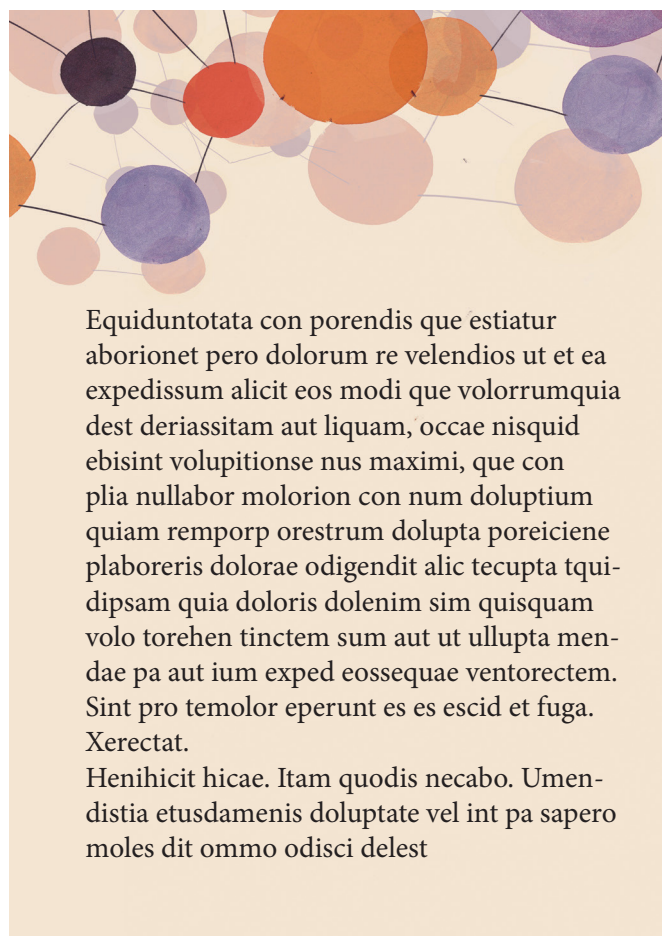 Equiduntotata con porendis que estiatur
aborionet pero dolorum re velendios ut et ea
expedissum alicit eos modi que volorrumquia
dest deriassitam aut liquam, occae nisquid
ebisint volupitionse nus maximi, que con
plia nullabor molorion con num doluptium
quiam remporp orestrum dolupta poreiciene
plaboreris dolorae odigendit alic tecupta tqui-
dipsam quia doloris dolenim sim quisquam
volo torehen tinctem sum aut ut ullupta men-
dae pa aut ium exped eossequae ventorectem.
Sint pro temolor eperunt es es escid et fuga.
Xerectat.
Henihicit hicae. Itam quodis necabo. Umen-
distia etusdamenis doluptate vel int pa sapero
moles dit ommo odisci delest